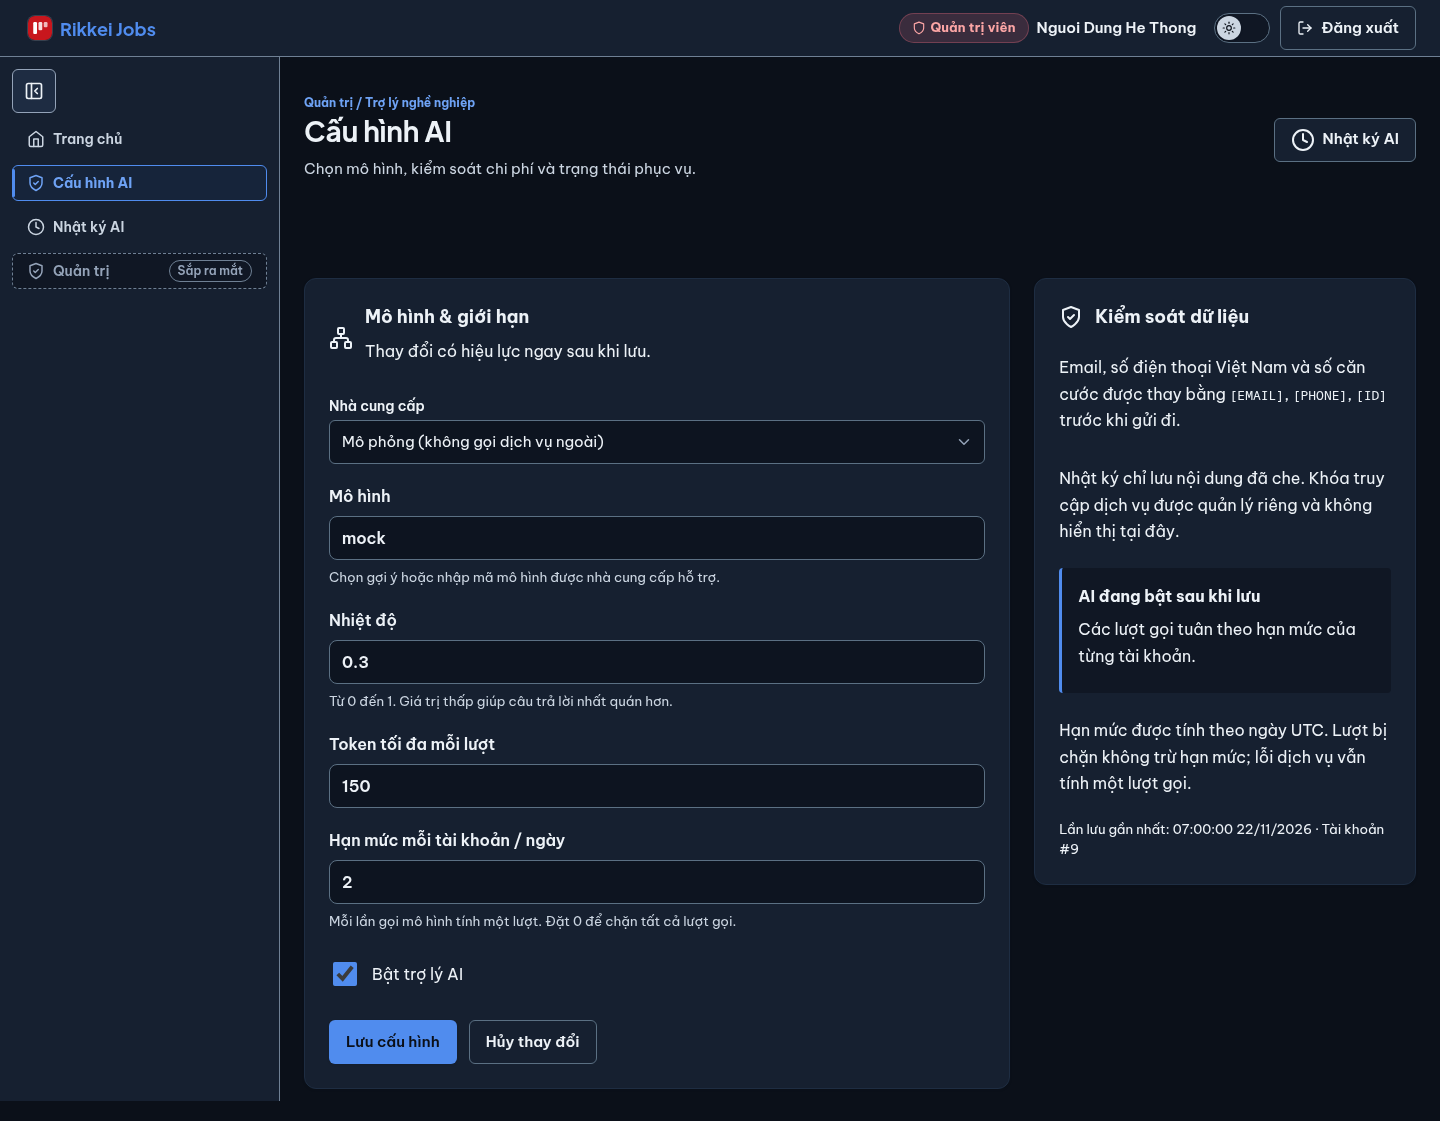 Rikkei Jobs
Quản trị viên
Nguoi Dung He Thong
Đăng xuất
Trang chủ
Cấu hình AI
Nhật ký AI
Quản trị
Sắp ra mắt
Quản trị / Trợ lý nghề nghiệp
Cấu hình AI
Chọn mô hình, kiểm soát chi phí và trạng thái phục vụ.
Nhật ký AI
Mô hình & giới hạn
Thay đổi có hiệu lực ngay sau khi lưu.
Nhà cung cấp
Mô phỏng (không gọi dịch vụ ngoài)
Mô hình
mock
Chọn gợi ý hoặc nhập mã mô hình được nhà cung cấp hỗ trợ.
Nhiệt độ
0.3
Từ 0 đến 1. Giá trị thấp giúp câu trả lời nhất quán hơn.
Token tối đa mỗi lượt
150
Hạn mức mỗi tài khoản / ngày
2
Mỗi lần gọi mô hình tính một lượt. Đặt 0 để chặn tất cả lượt gọi.
Bật trợ lý AI
Lưu cấu hình
Hủy thay đổi
Kiểm soát dữ liệu
Email, số điện thoại Việt Nam và số căn
cước được thay bằng [EMAIL], [PHONE], [ID]
trước khi gửi đi.
Nhật ký chỉ lưu nội dung đã che. Khóa truy
cập dịch vụ được quản lý riêng và không
hiển thị tại đây.
AI đang bật sau khi lưu
Các lượt gọi tuân theo hạn mức của
từng tài khoản.
Hạn mức được tính theo ngày UTC. Lượt bị
chặn không trừ hạn mức; lỗi dịch vụ vẫn
tính một lượt gọi.
Lần lưu gần nhất: 07:00:00 22/11/2026 · Tài khoản
#9